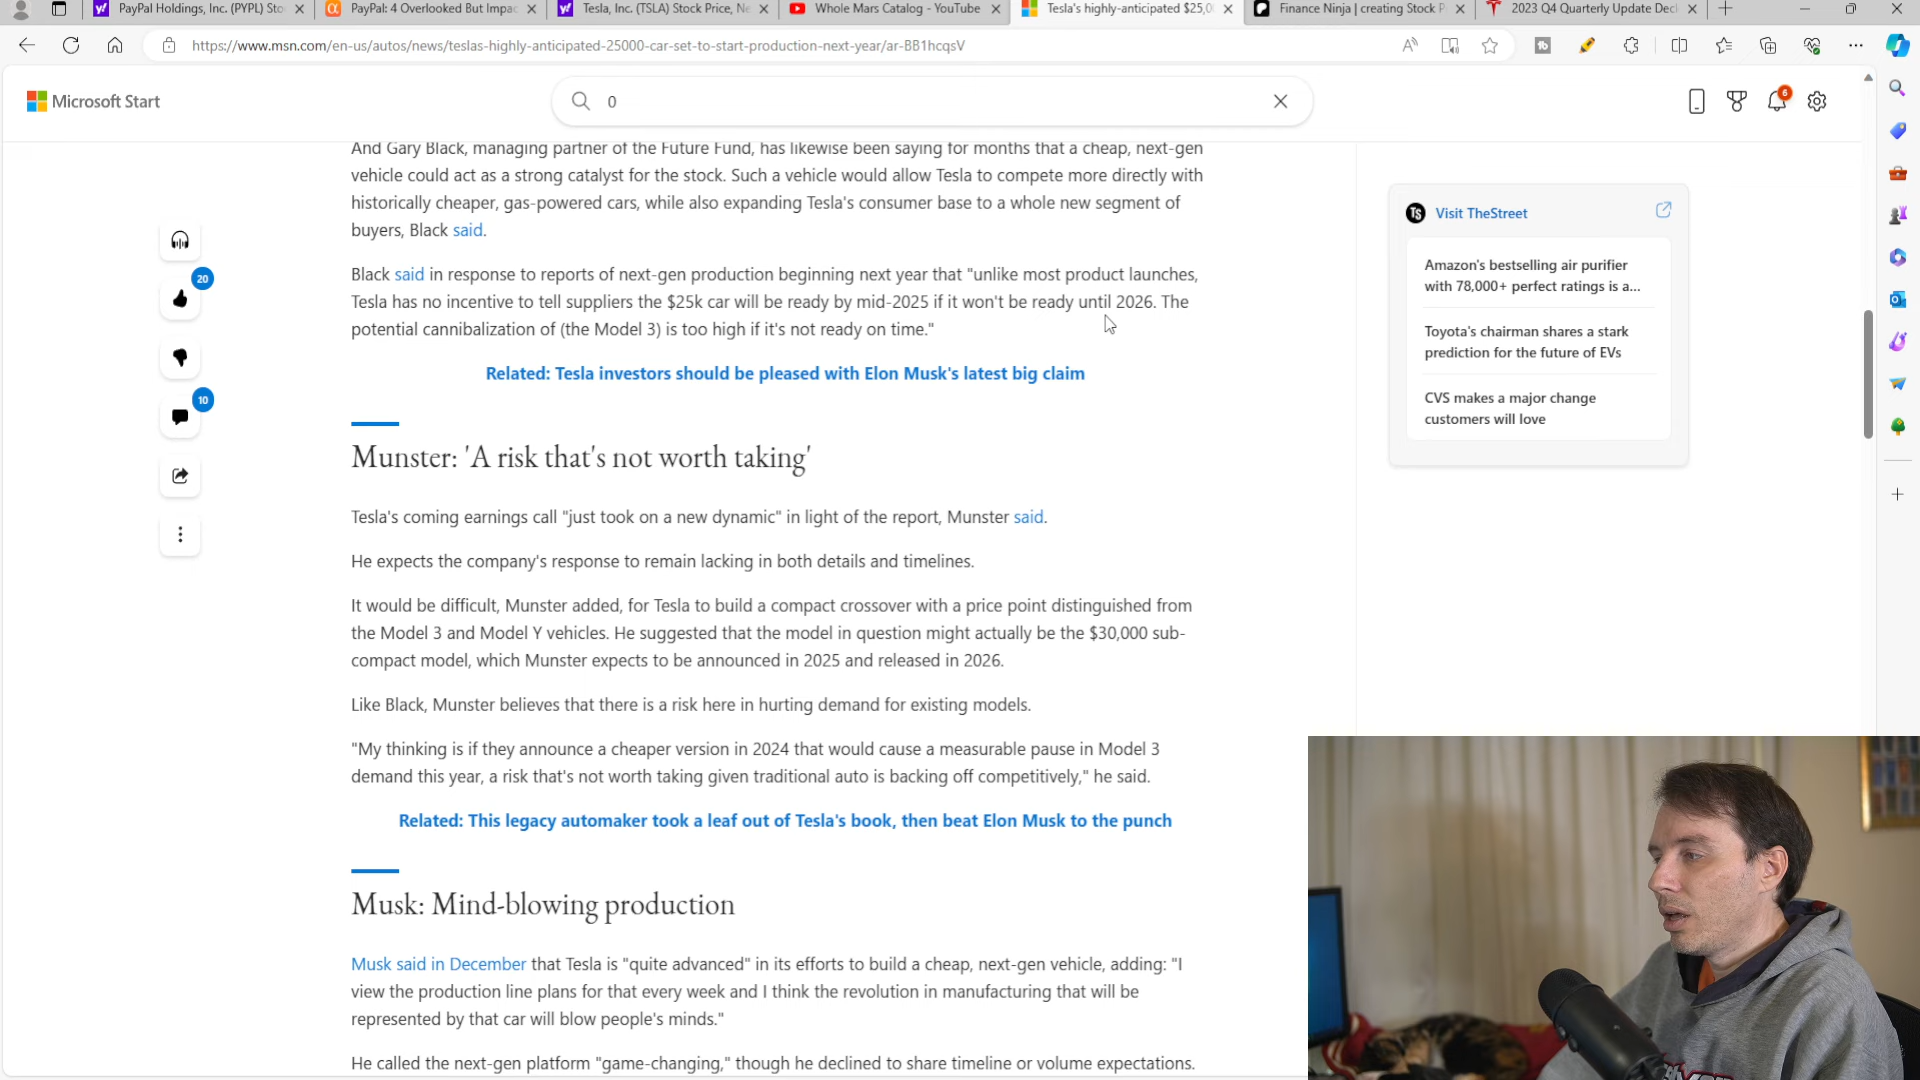 PayPal Holdings, Inc. (PYPL) Sto
PayPal: 4 Overlooked But Impac
Tesla, Inc. (TSLA) Stock Price, Ne
Whole Mars Catalog - YouTube
Tesla's highly-anticipated $25,0
Finance Ninja | creating Stock P
2023 Q4 Quarterly Update Deck
https://www.msn.com/en-us/autos/news/teslas-highly-anticipated-25000-car-set-to-start-production-next-year/ar-BB1hcqsV
Microsoft Start
0
6
And Gary Black, managing partner of the Future Fund, has likewise been saying for months that a cheap, next-gen
vehicle could act as a strong catalyst for the stock. Such a vehicle would allow Tesla to compete more directly with
historically cheaper, gas-powered cars, while also expanding Tesla's consumer base to a whole new segment of
buyers, Black said.
20
Black said in response to reports of next-gen production beginning next year that "unlike most product launches,
Tesla has no incentive to tell suppliers the $25k car will be ready by mid-2025 if it won't be ready until 2026. The
potential cannibalization of (the Model 3) is too high if it's not ready on time."
Related: Tesla investors should be pleased with Elon Musk's latest big claim
10
Munster: 'A risk that's not worth taking'
Tesla's coming earnings call "just took on a new dynamic" in light of the report, Munster said.
He expects the company's response to remain lacking in both details and timelines.
It would be difficult, Munster added, for Tesla to build a compact crossover with a price point distinguished from
the Model 3 and Model Y vehicles. He suggested that the model in question might actually be the $30,000 sub-
compact model, which Munster expects to be announced in 2025 and released in 2026.
Like Black, Munster believes that there is a risk here in hurting demand for existing models.
"My thinking is if they announce a cheaper version in 2024 that would cause a measurable pause in Model 3
demand this year, a risk that's not worth taking given traditional auto is backing off competitively," he said.
Related: This legacy automaker took a leaf out of Tesla's book, then beat Elon Musk to the punch
Musk: Mind-blowing production
Musk said in December that Tesla is "quite advanced" in its efforts to build a cheap, next-gen vehicle, adding: "I
view the production line plans for that every week and I think the revolution in manufacturing that will be
represented by that car will blow people's minds."
He called the next-gen platform "game-changing," though he declined to share timeline or volume expectations.
TS
Visit TheStreet
Amazon's bestselling air purifier
with 78,000+ perfect ratings is a...
Toyota's chairman shares a stark
prediction for the future of EVs
CVS makes a major change
customers will love